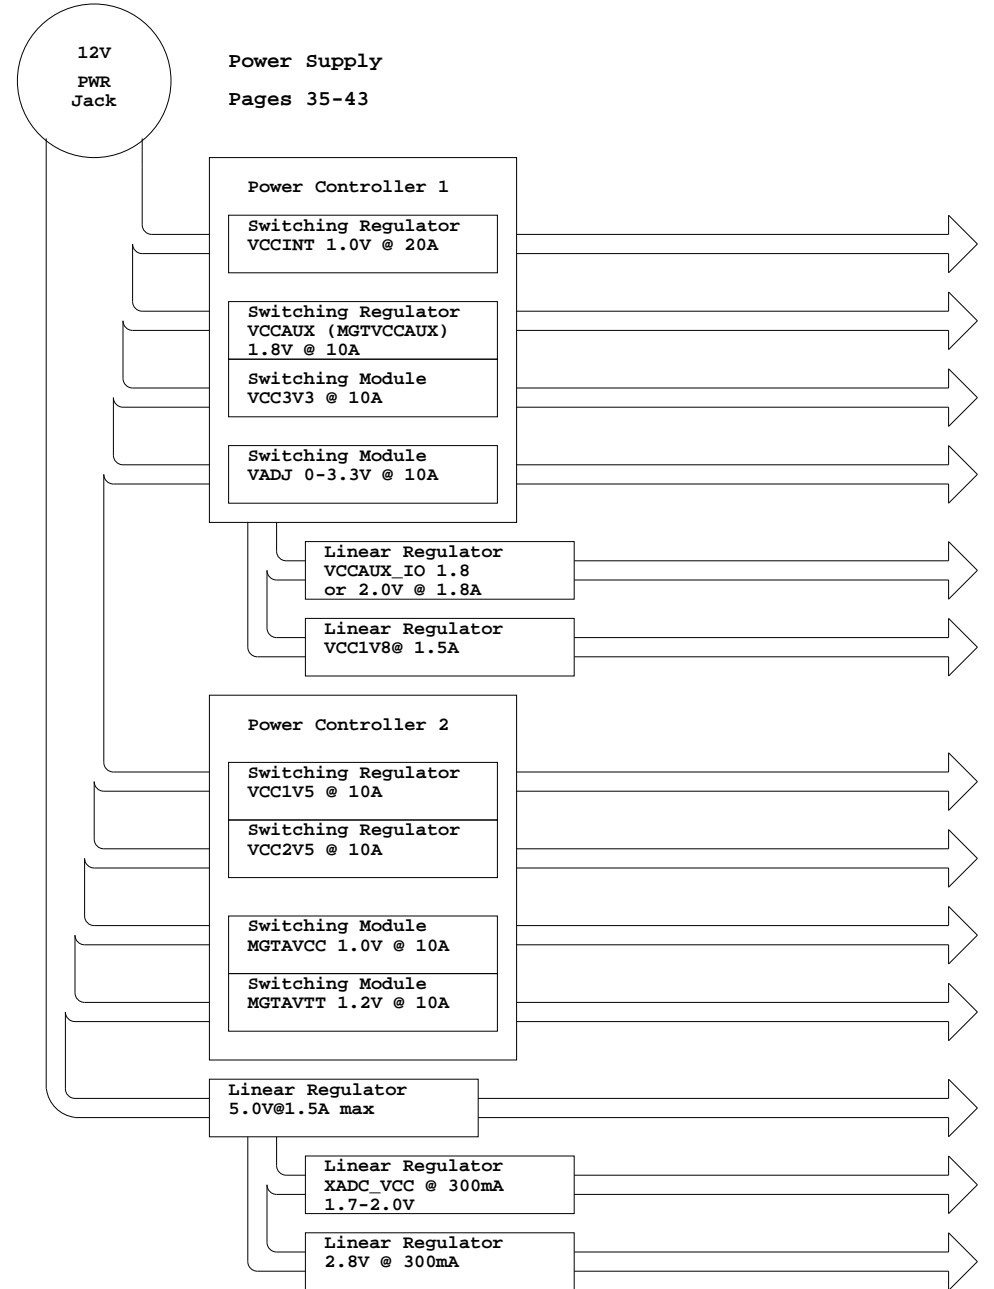 12V
PWR
Jack
Power Supply
Pages 35-43
Power Controller 1
Switching Regulator
VCCINT 1.0V @ 20A
Switching Regulator
VCCAUX (MGTVCCAUX)
1.8V @ 10A
Switching Module
VCC3V3 @ 10A
Switching Module
VADJ 0-3.3V @ 10A
Linear Regulator
VCCAUX_IO 1.8
or 2.0V @ 1.8A
Linear Regulator
VCC1V8@ 1.5A
Power Controller 2
Switching Regulator
VCC1V5 @ 10A
Switching Regulator
VCC2V5 @ 10A
Switching Module
MGTAVCC 1.0V @ 10A
Switching Module
MGTAVTT 1.2V @ 10A
Linear Regulator
5.0V@1.5A max
Linear Regulator
XADC_VCC @ 300mA
1.7-2.0V
Linear Regulator
2.8V @ 300mA